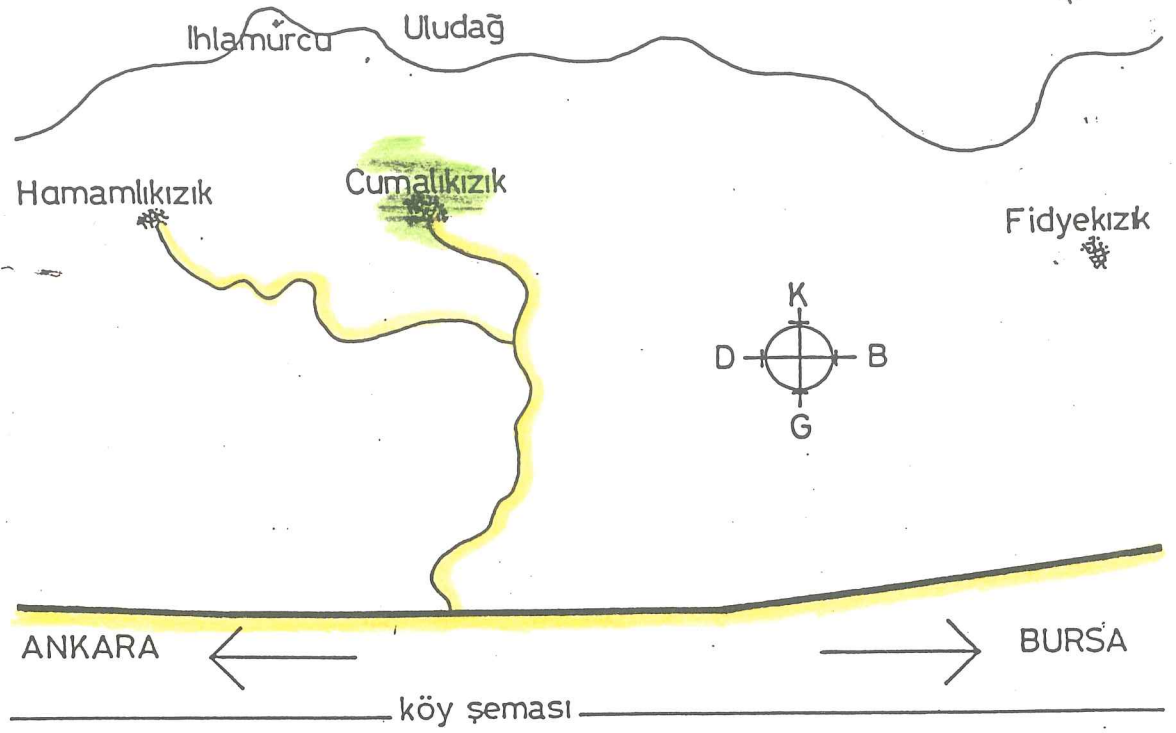 Ihlamurcu
Uludağ
Hamamlıkızık
Cumalıkızık
Fidyekızık
K
D
B
G
ANKARA
BURSA
köy şeması